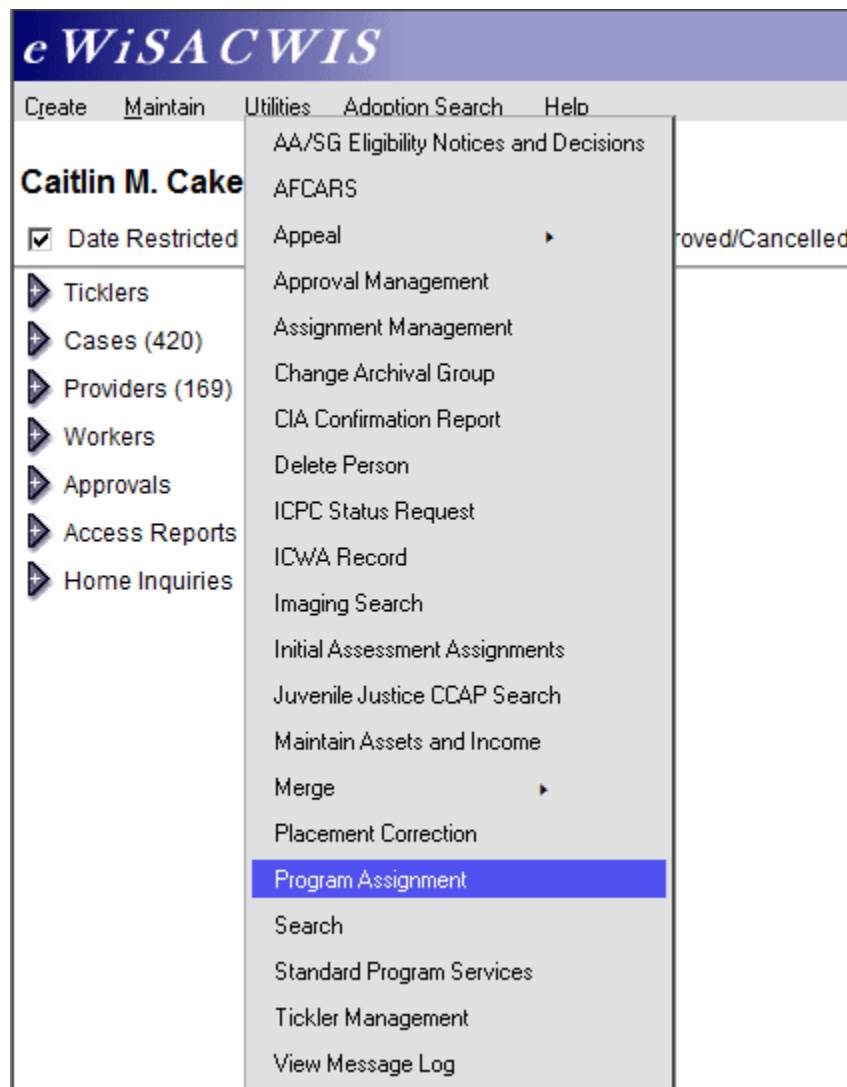 e WiSACWIS
Create Maintain Utilities Adoption Search Help
Caitlin M. Cake
Date Restricted
roved/Cancelled
Ticklers
Cases (420)
Providers (169)
Workers
Approvals
Access Reports
Home Inquiries
AA/SG Eligibility Notices and Decisions
AFCARS
Appeal
Approval Management
Assignment Management
Change Archival Group
CIA Confirmation Report
Delete Person
ICPC Status Request
ICWA Record
Imaging Search
Initial Assessment Assignments
Juvenile Justice CCAP Search
Maintain Assets and Income
Merge
Placement Correction
Program Assignment
Search
Standard Program Services
Tickler Management
View Message Log